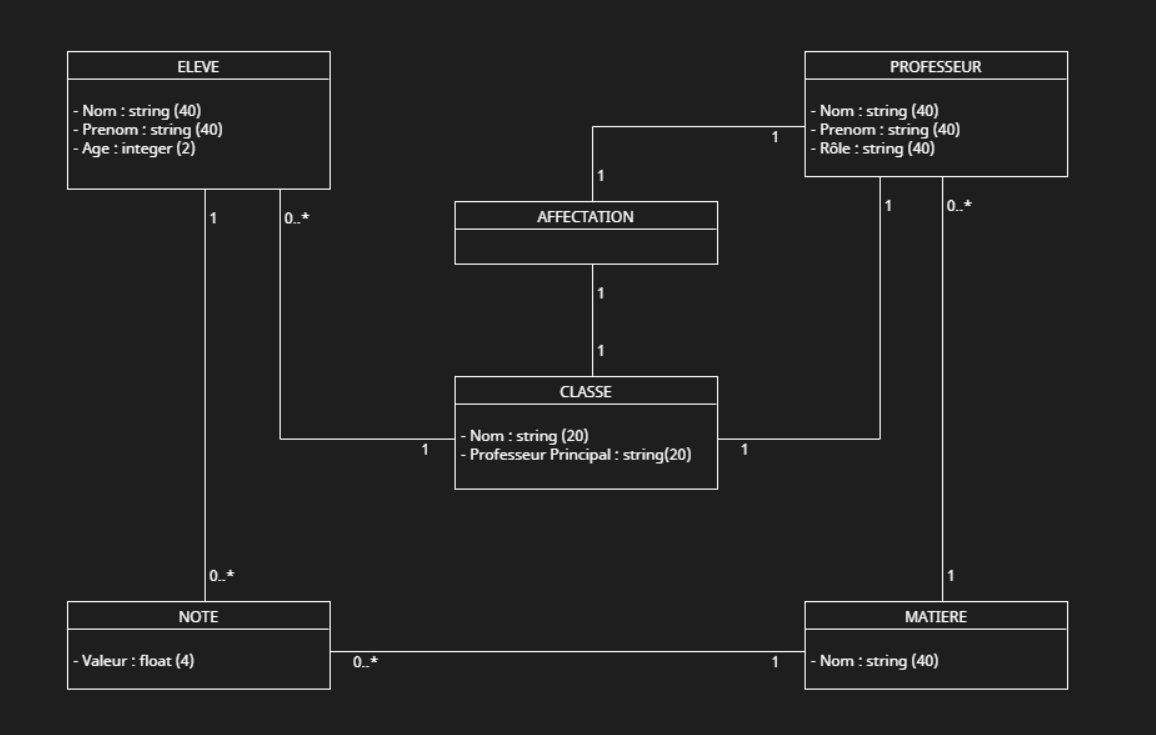 ELEVE
- Nom : string (40)
- Prenom : string (40)
- Age : integer (2)
PROFESSEUR
- Nom : string (40)
- Prenom : string (40)
- Rôle : string (40)
1
1
AFFECTATION
1
0..*
1
0..*
1
1
CLASSE
- Nom : string (20)
- Professeur Principal : string(20)
1
1
0..*
1
NOTE
- Valeur : float (4)
0..*
1
MATIERE
- Nom : string (40)